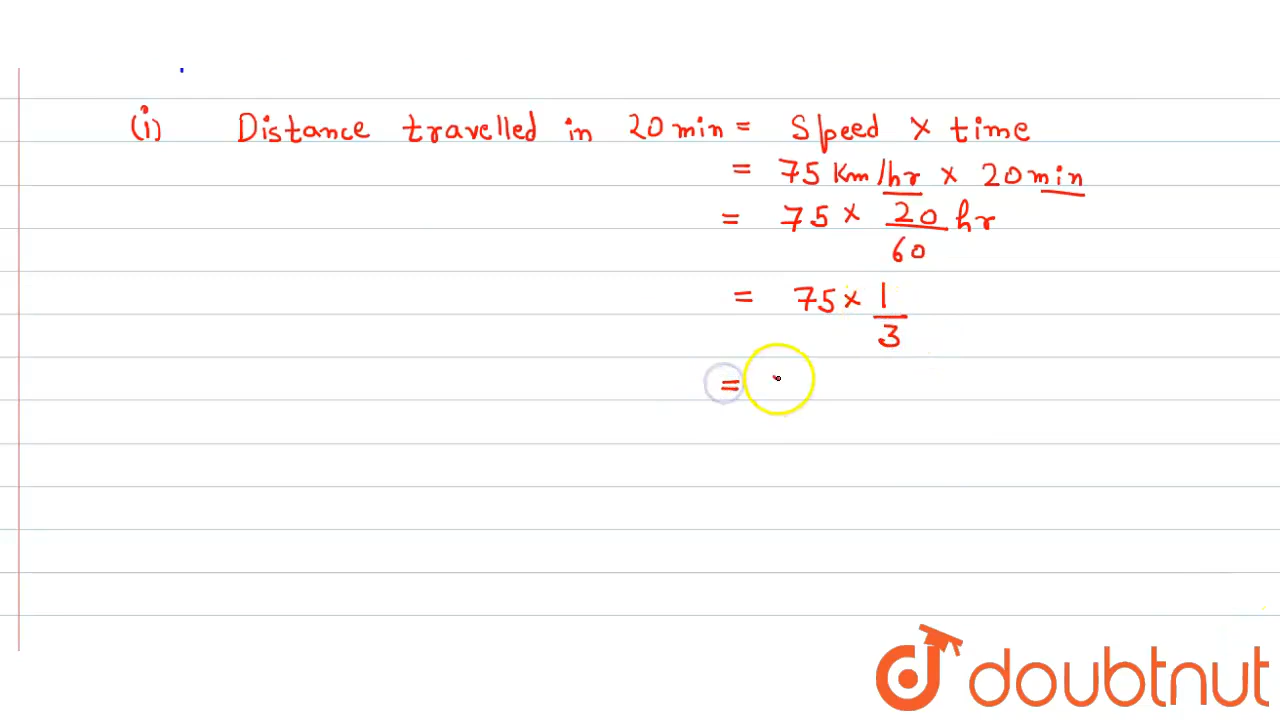 (i) Distance travelled in 20 min = Speed × time
= 75 Km/hr × 20 min
= 75 × 20/60 hr
= 75 × 1/3
=
doubtnut